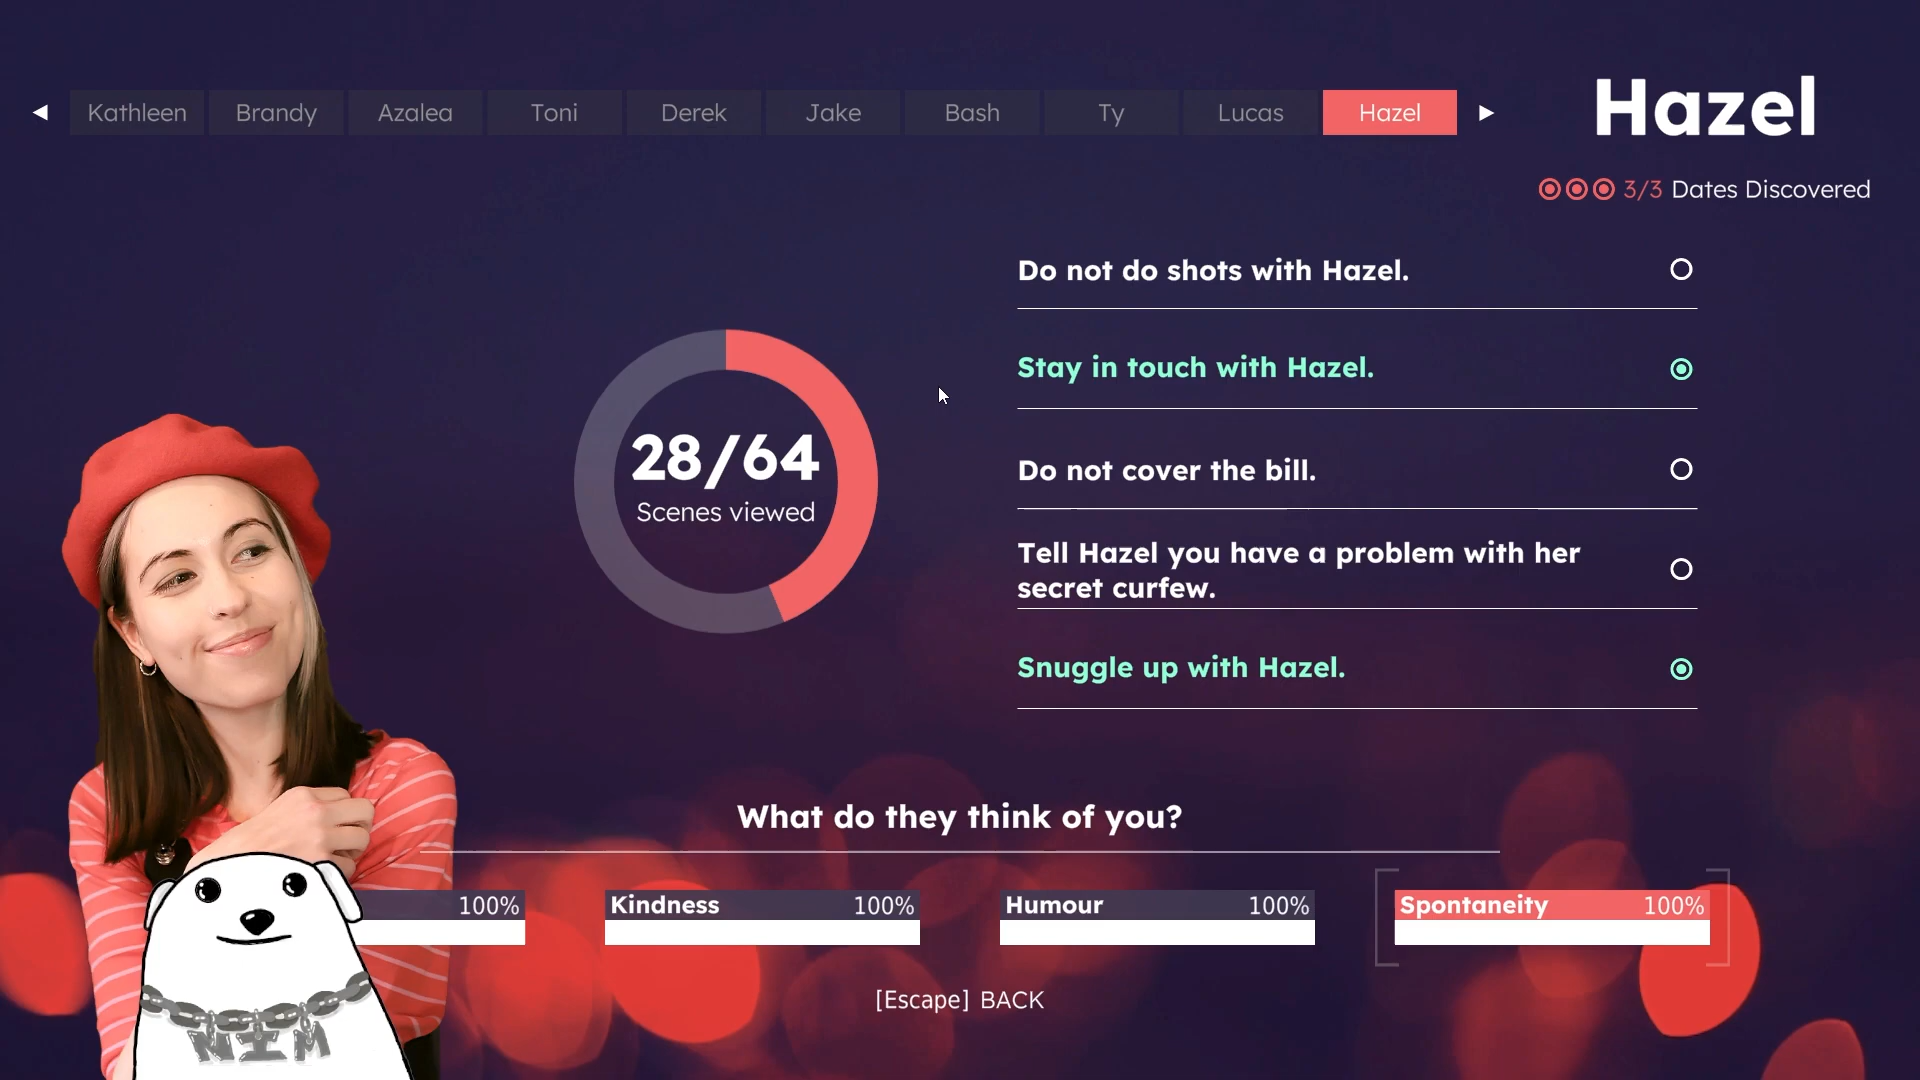 Kathleen
Brandy
Azalea
Toni
Derek
Jake
Bash
Ty
Lucas
Hazel
Hazel
3/3 Dates Discovered
Do not do shots with Hazel.
Stay in touch with Hazel.
Do not cover the bill.
Tell Hazel you have a problem with her
secret curfew.
Snuggle up with Hazel.
28/64
Scenes viewed
What do they think of you?
100%
Kindness 100%
Humour 100%
Spontaneity 100%
[Escape] BACK
NIM